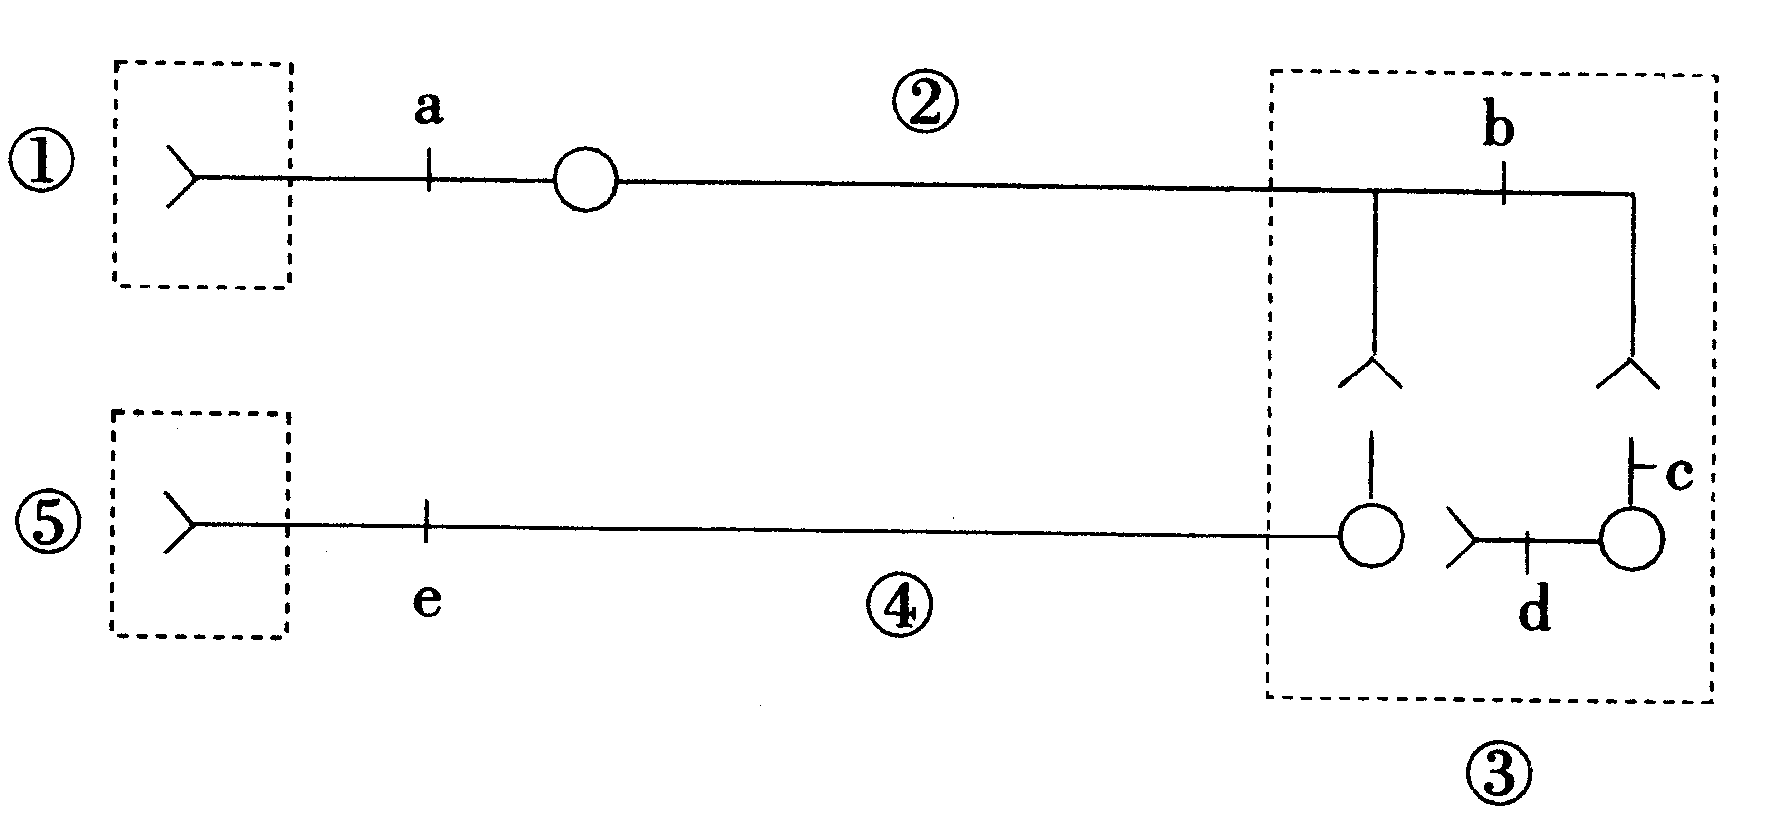 ① a ② b
⑤ e ④ d c
③